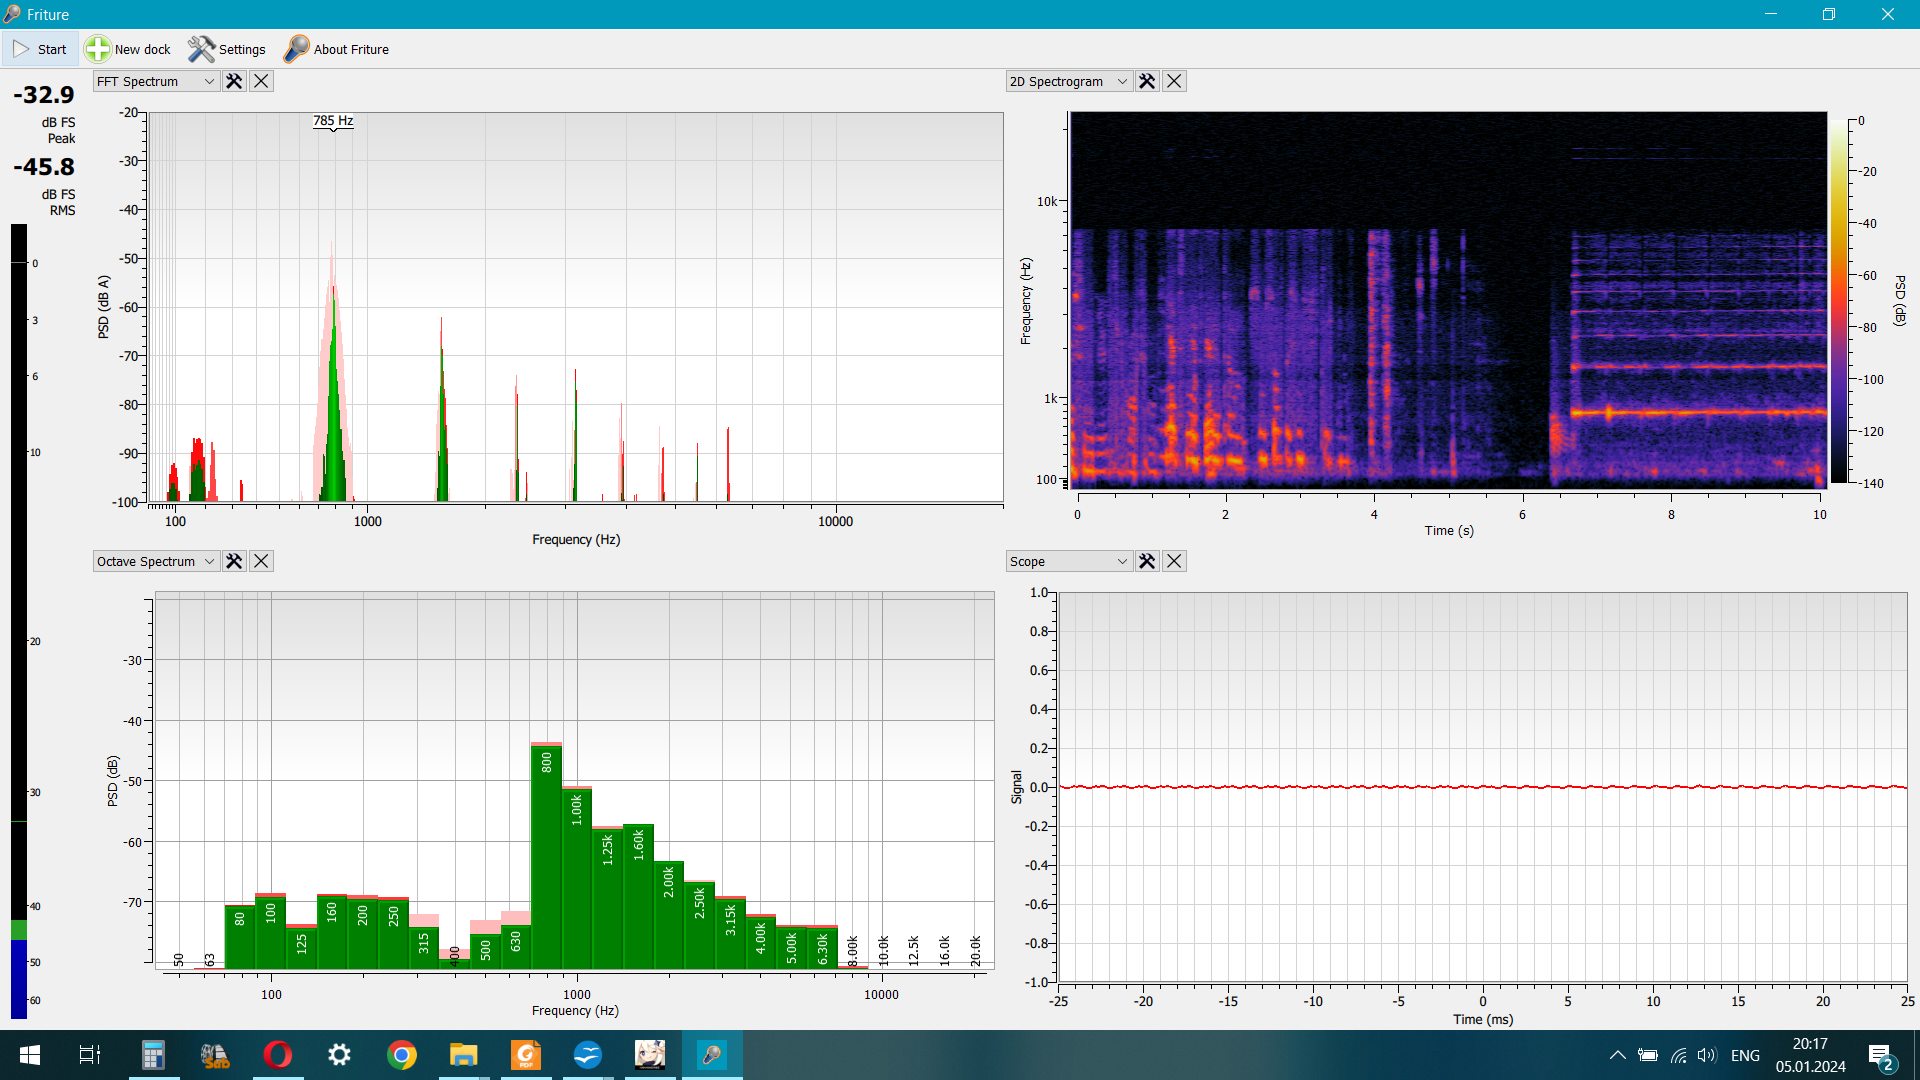 Friture
Start
New dock
Settings
About Friture
-32.9
dB FS
Peak
-45.8
dB FS
RMS
0
3
6
10
20
30
40
50
60
FFT Spectrum
785 Hz
-20
-30
-40
-50
-60
-70
-80
-90
-100
PSD (dB A)
100
1000
10000
Frequency (Hz)
2D Spectrogram
10k
1k
100
Frequency (Hz)
0
2
4
6
8
10
Time (s)
0
-20
-40
-60
-80
-100
-120
-140
PSD (dB)
Octave Spectrum
-30
-40
-50
-60
-70
PSD (dB)
50
63
80
100
125
160
200
250
315
400
500
630
800
1.00k
1.25k
1.60k
2.00k
2.50k
3.15k
4.00k
5.00k
6.30k
8.00k
10.0k
12.5k
16.0k
20.0k
100
1000
10000
Frequency (Hz)
Scope
1.0
0.8
0.6
0.4
0.2
0.0
-0.2
-0.4
-0.6
-0.8
-1.0
Signal
-25
-20
-15
-10
-5
0
5
10
15
20
25
Time (ms)
PDF
ENG
20:17
05.01.2024
2